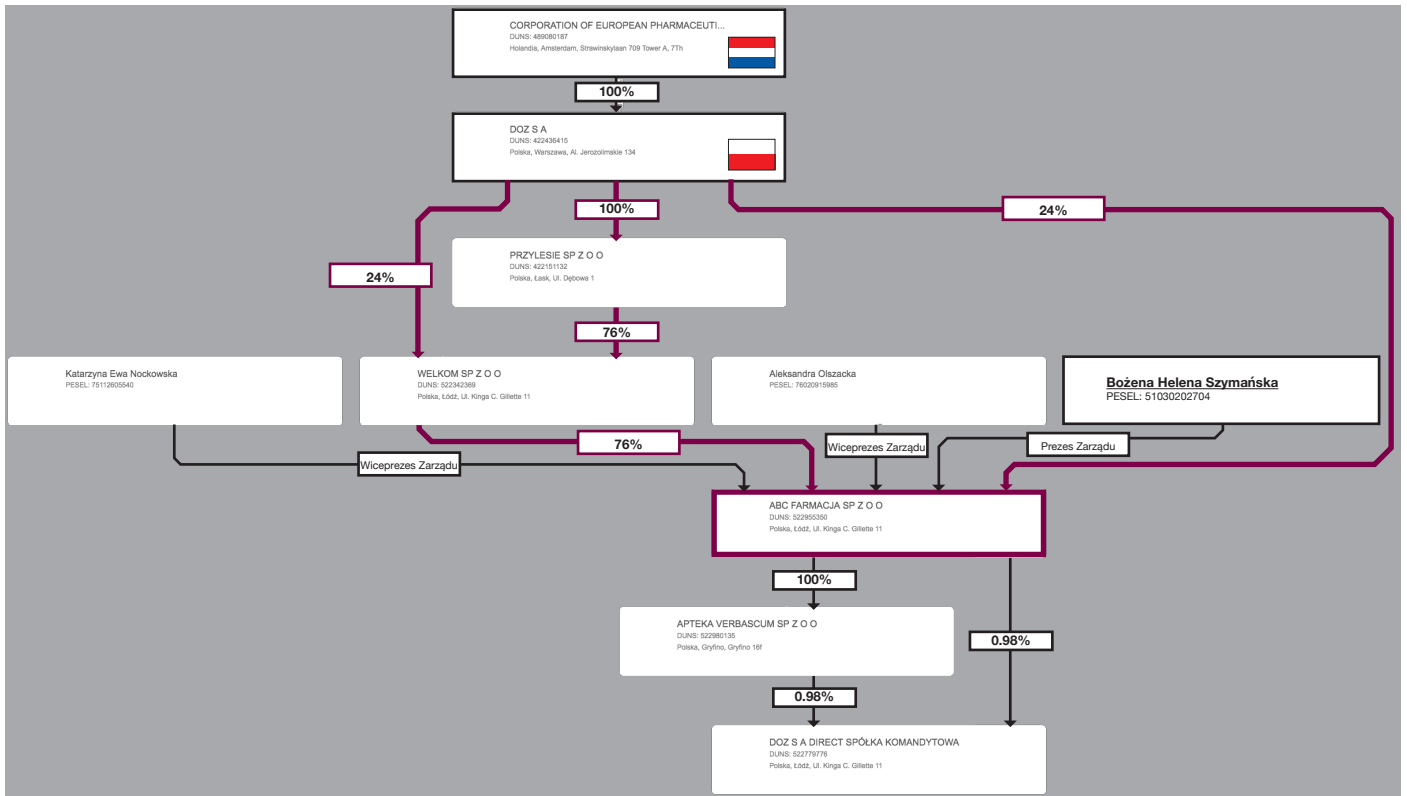 CORPORATION OF EUROPEAN PHARMACEUTI...
DUNS: 489080187
Holandia, Amsterdam, Strawinskylaan 709 Tower A, 7Th
100%
DOZ S A
DUNS: 422436415
Polska, Warszawa, Al. Jerozolimskie 134
100%
24%
24%
PRZYLESIE SP Z O O
DUNS: 422151132
Polska, Łask, Ul. Dębowa 1
76%
Katarzyna Ewa Nockowska
PESEL: 75112605540
WELKOM SP Z O O
DUNS: 522342369
Polska, Łódź, Ul. Kinga C. Gillette 11
Aleksandra Olszacka
PESEL: 76020915985
Bożena Helena Szymańska
PESEL: 51030202704
76%
Wiceprezes Zarządu
Prezes Zarządu
Wiceprezes Zarządu
ABC FARMACJA SP Z O O
DUNS: 522955350
Polska, Łódź, Ul. Kinga C. Gillette 11
100%
APTEKA VERBASCUM SP Z O O
DUNS: 522980135
Polska, Gryfino, Gryfino 16f
0.98%
0.98%
DOZ S A DIRECT SPÓŁKA KOMANDYTOWA
DUNS: 522779776
Polska, Łódź, Ul. Kinga C. Gillette 11